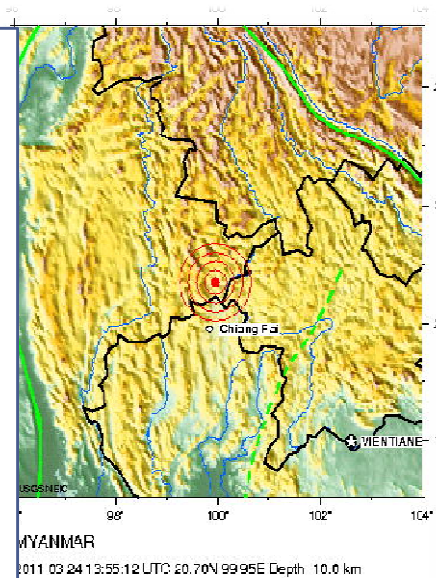 Chiang Rai
VIENTIANE
USGS NEIC
98° 100° 102° 104°
MYANMAR
2011 03 24 13:55:12 UTC 20.70N 99.95E Depth 10.0 km